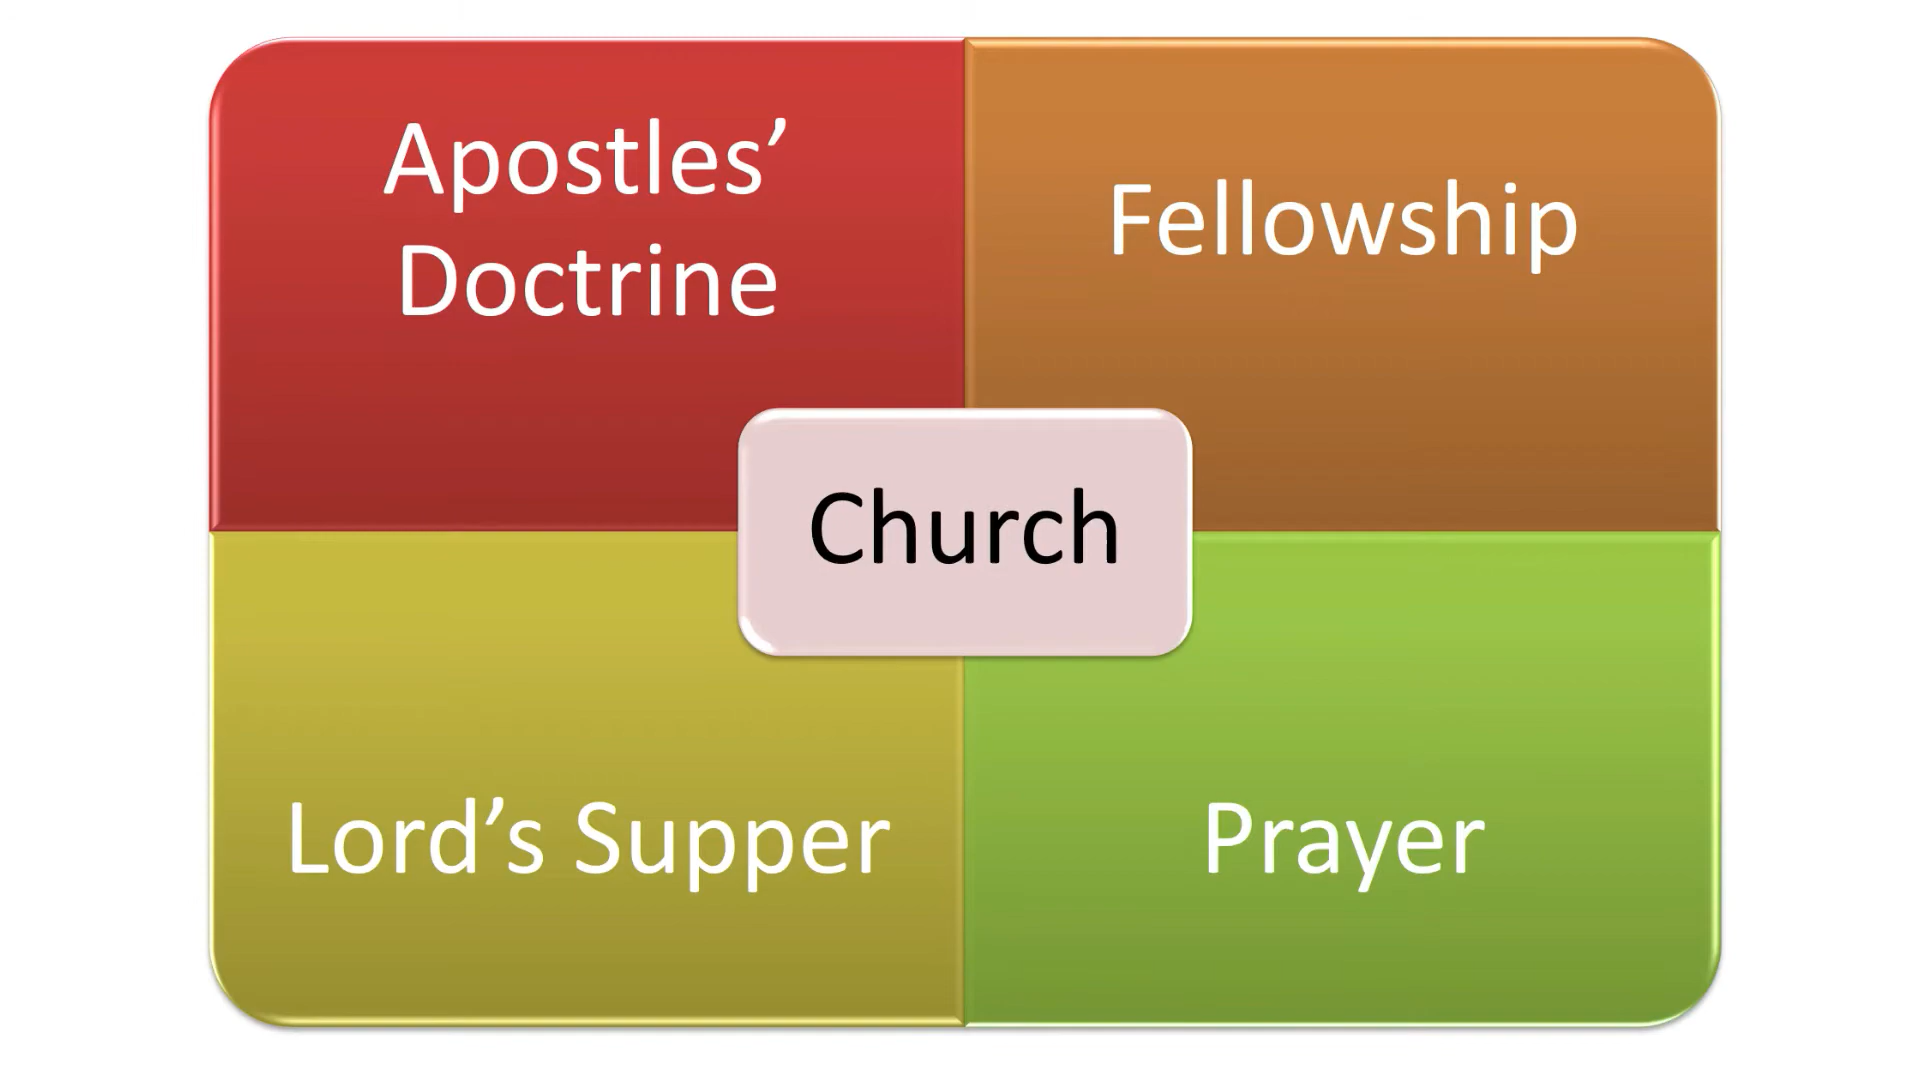 Apostles’
Doctrine
Fellowship
Church
Lord’s Supper
Prayer